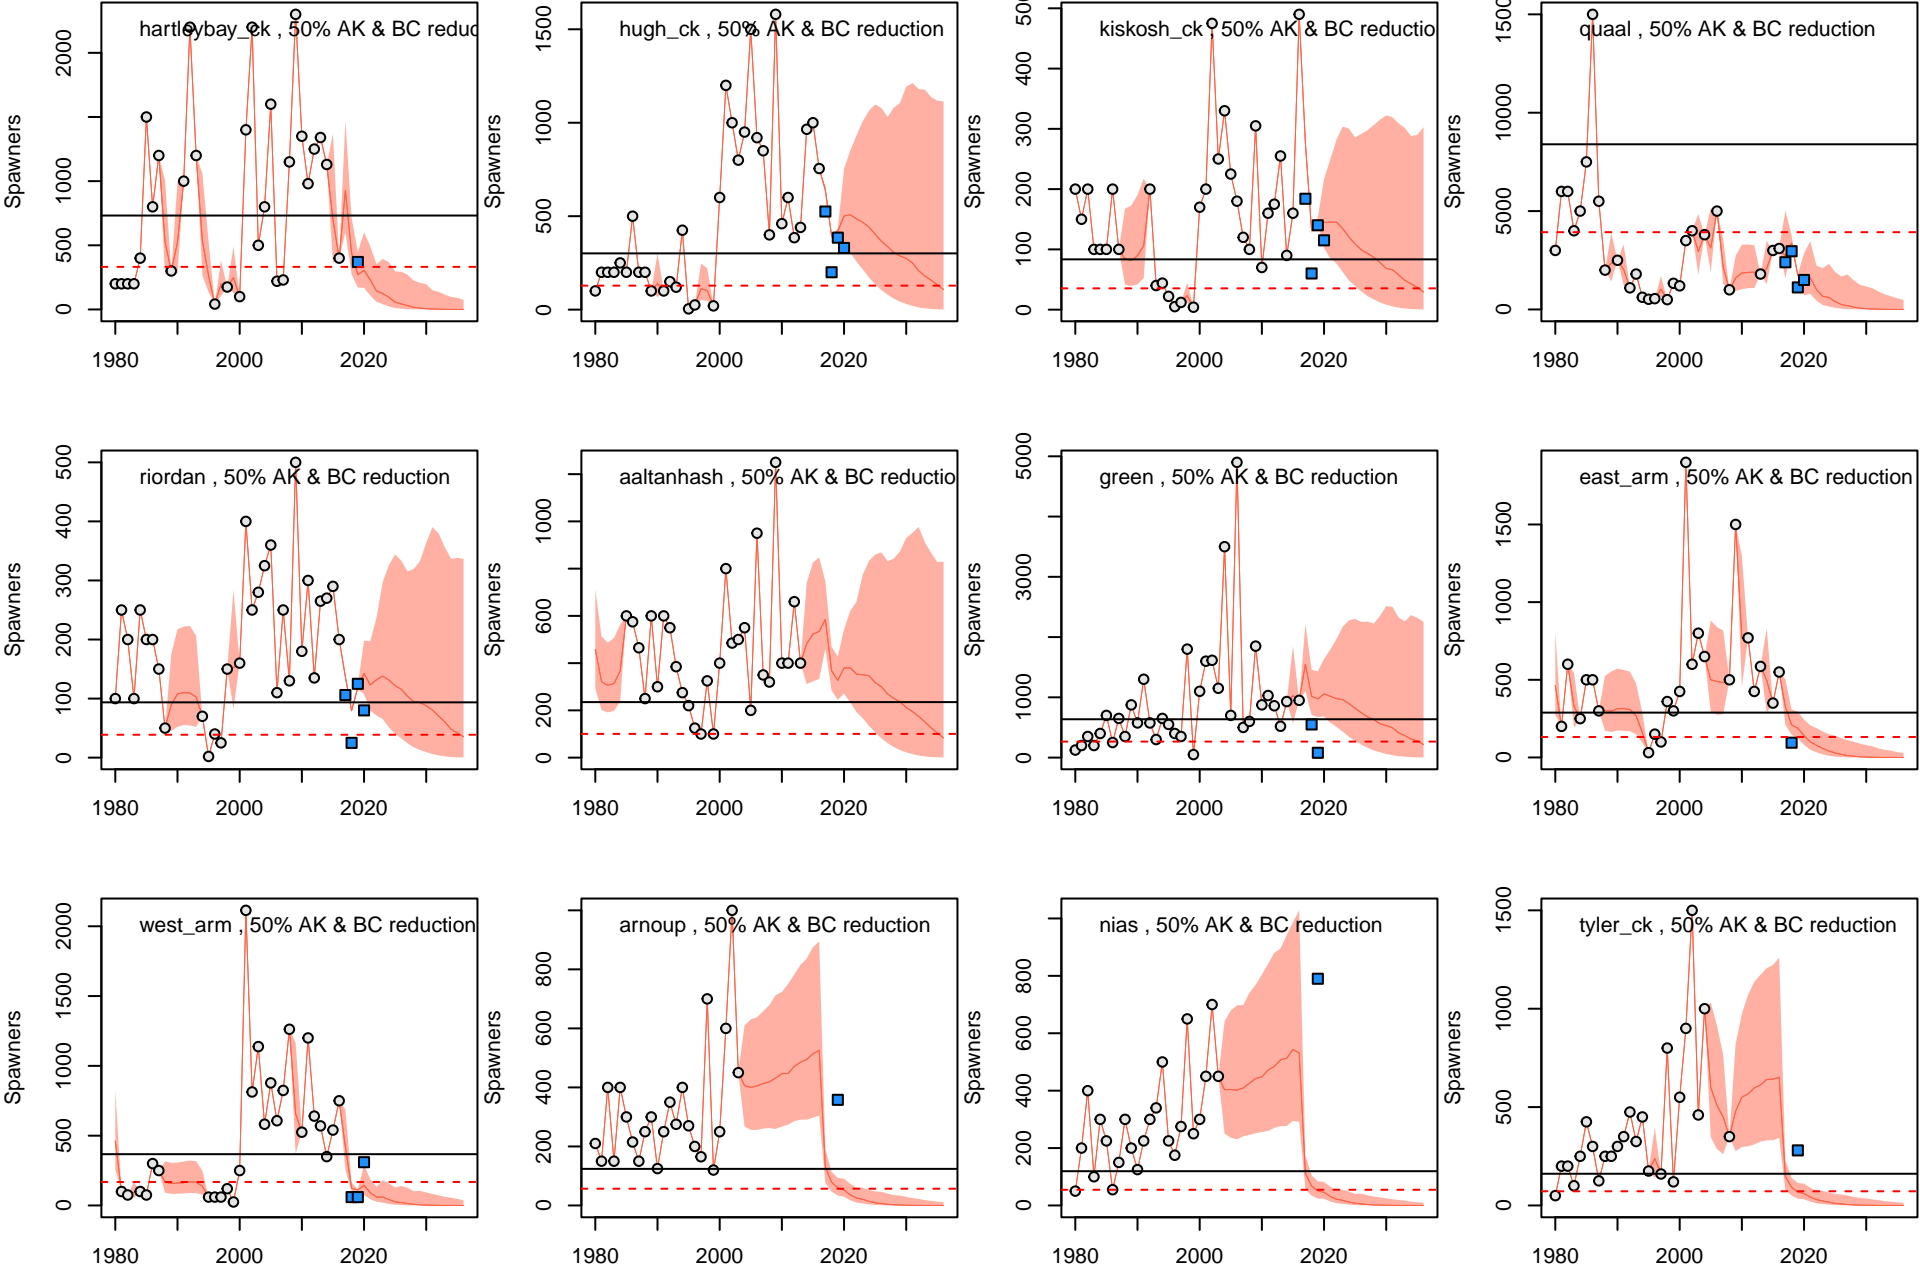 hartleybay_ck , 50% AK & BC reduc
Spawners
0 500 1000 2000
1980 2000 2020
hugh_ck , 50% AK & BC reduction
Spawners
0 500 1000 1500
1980 2000 2020
kiskosh_ck , 50% AK & BC reductio
Spawners
0 100 200 300 400 500
1980 2000 2020
quaal , 50% AK & BC reduction
Spawners
0 5000 10000 15000
1980 2000 2020
riordan , 50% AK & BC reduction
Spawners
0 100 200 300 400 500
1980 2000 2020
aaltanhash , 50% AK & BC reductio
Spawners
0 200 600 1000
1980 2000 2020
green , 50% AK & BC reduction
Spawners
0 1000 3000 5000
1980 2000 2020
east_arm , 50% AK & BC reduction
Spawners
0 500 1000 1500
1980 2000 2020
west_arm , 50% AK & BC reduction
Spawners
0 500 1000 1500 2000
1980 2000 2020
arnoup , 50% AK & BC reduction
Spawners
0 200 400 600 800
1980 2000 2020
nias , 50% AK & BC reduction
Spawners
0 200 400 600 800
1980 2000 2020
tyler_ck , 50% AK & BC reduction
Spawners
0 500 1000 1500
1980 2000 2020